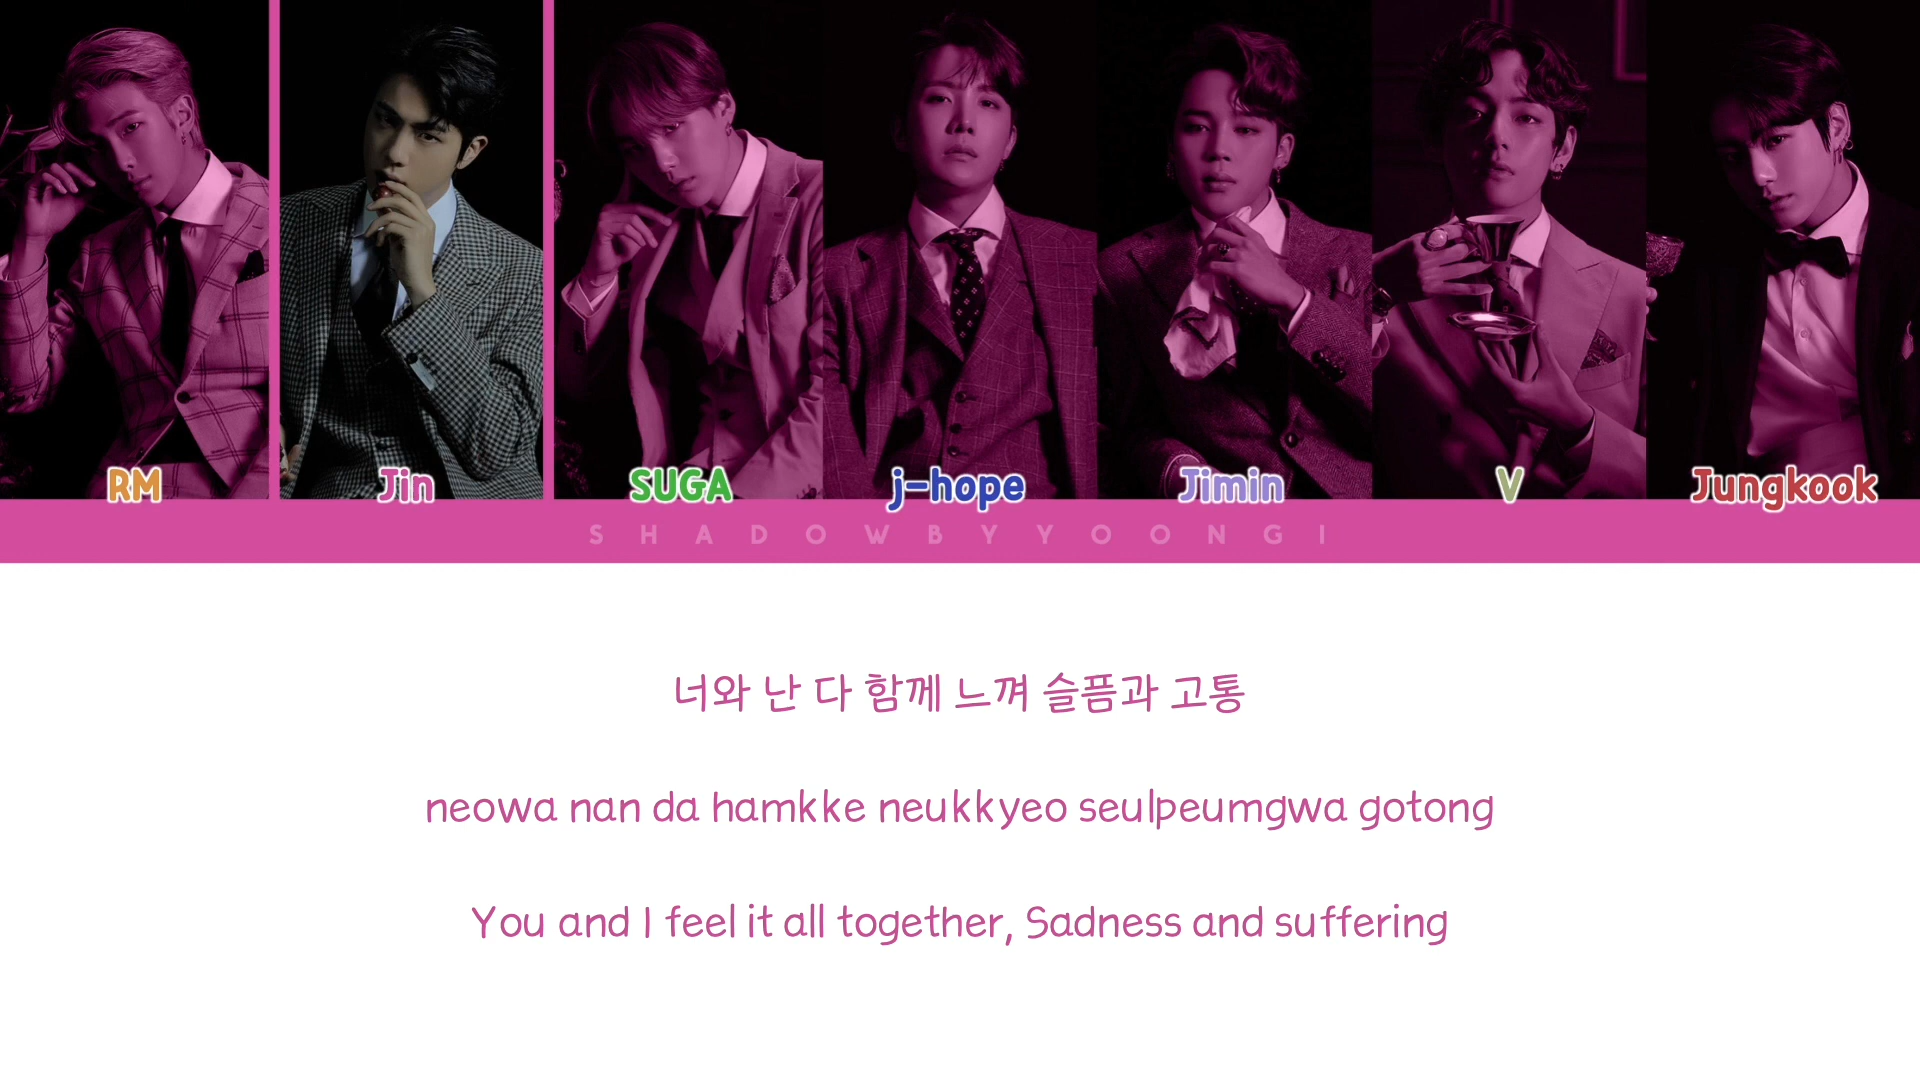 RM Jin SUGA j-hope Jimin V Jungkook
SHADOWBYYOONGI
너와 난 다 함께 느껴 슬픔과 고통
neowa nan da hamkke neukkyeo seulpeumgwa gotong
You and I feel it all together, Sadness and suffering